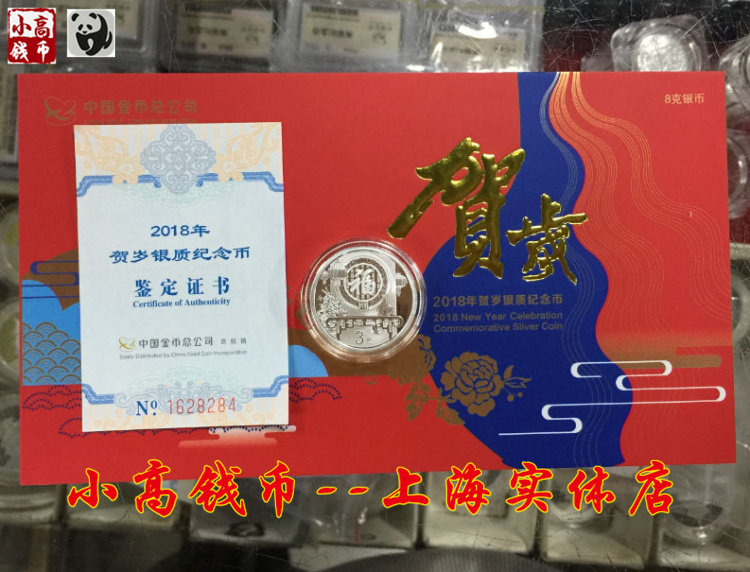 小高
钱币
中国金币总公司
8克银币
2018年
贺岁银质纪念币
鉴定证书
Certificate of Authenticity
中国金币总公司 总经销
Sales Distributed by China Gold Coin Incorporation
№ 1628284
福
3元
賀歲
2018年贺岁银质纪念币
2018 New Year Celebration
Commemorative Silver Coin
小高钱币--上海实体店